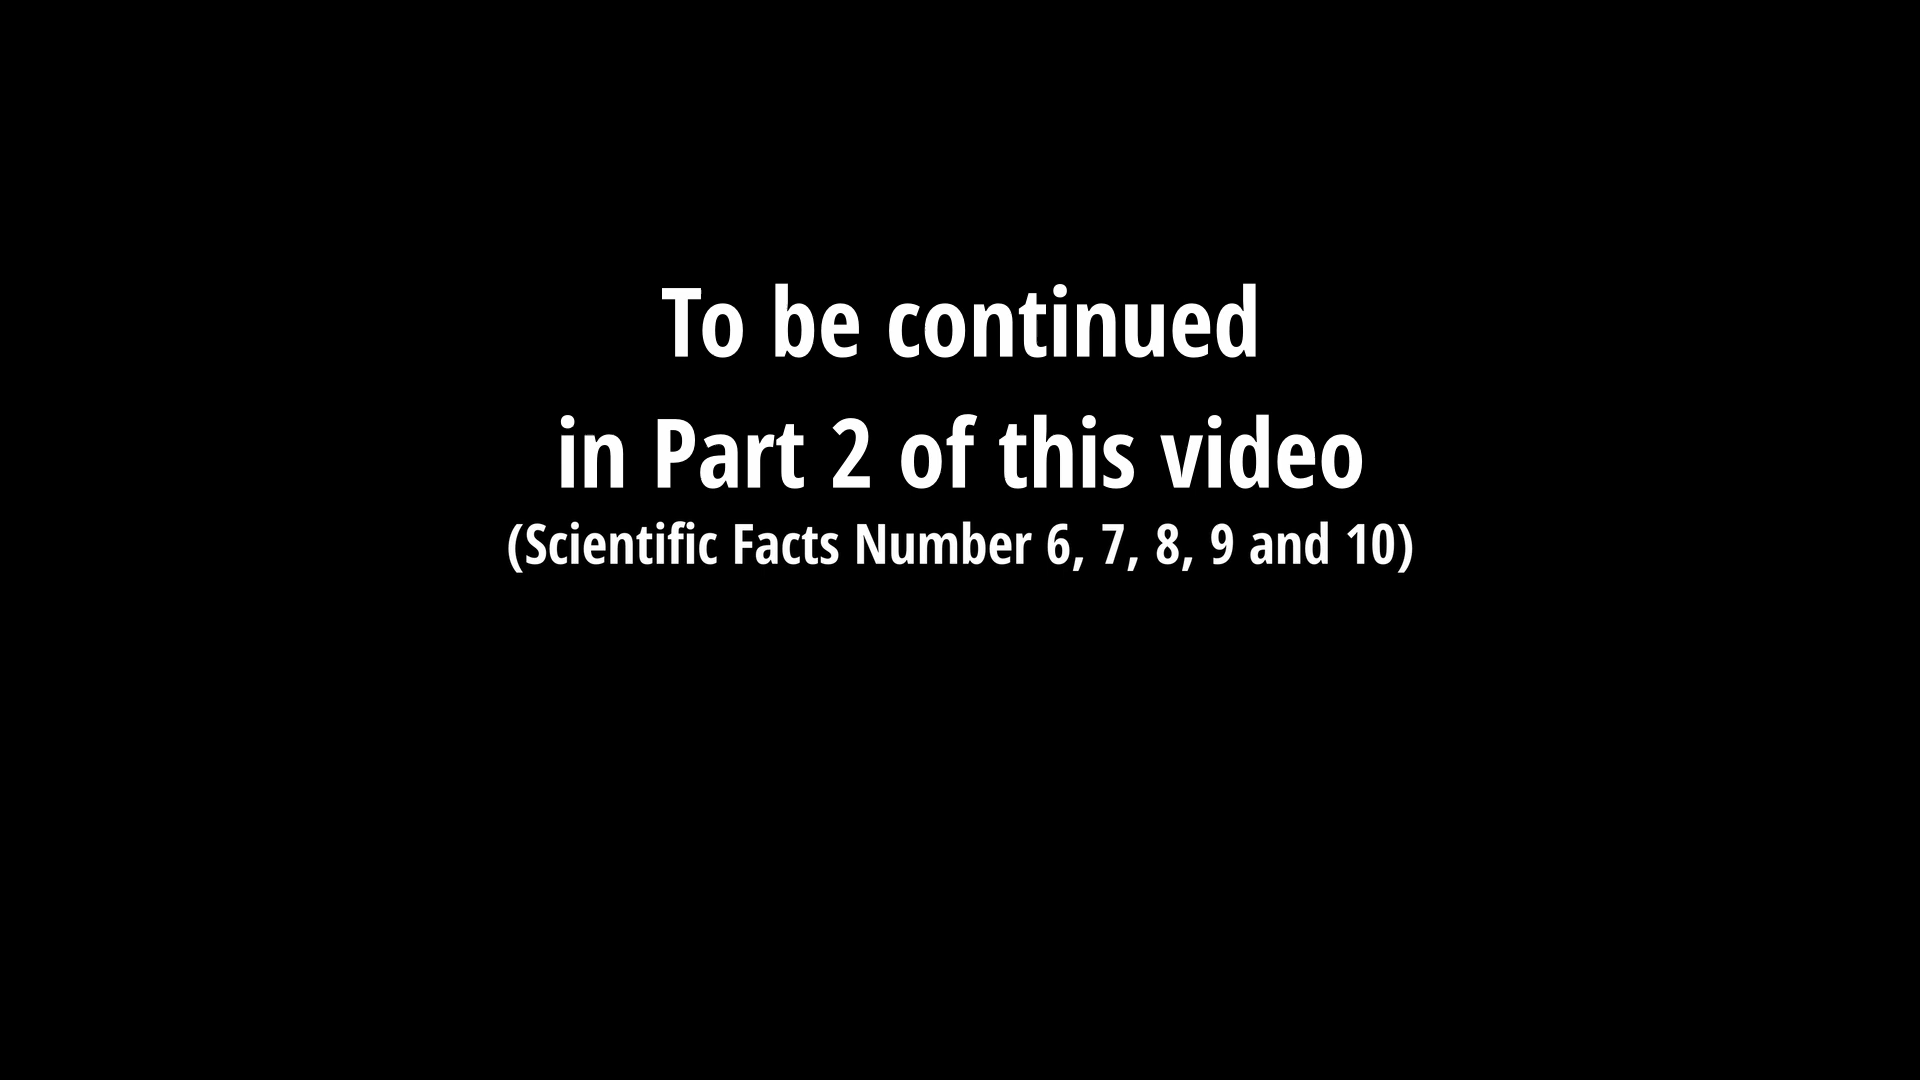 To be continued
in Part 2 of this video
(Scientific Facts Number 6, 7, 8, 9 and 10)